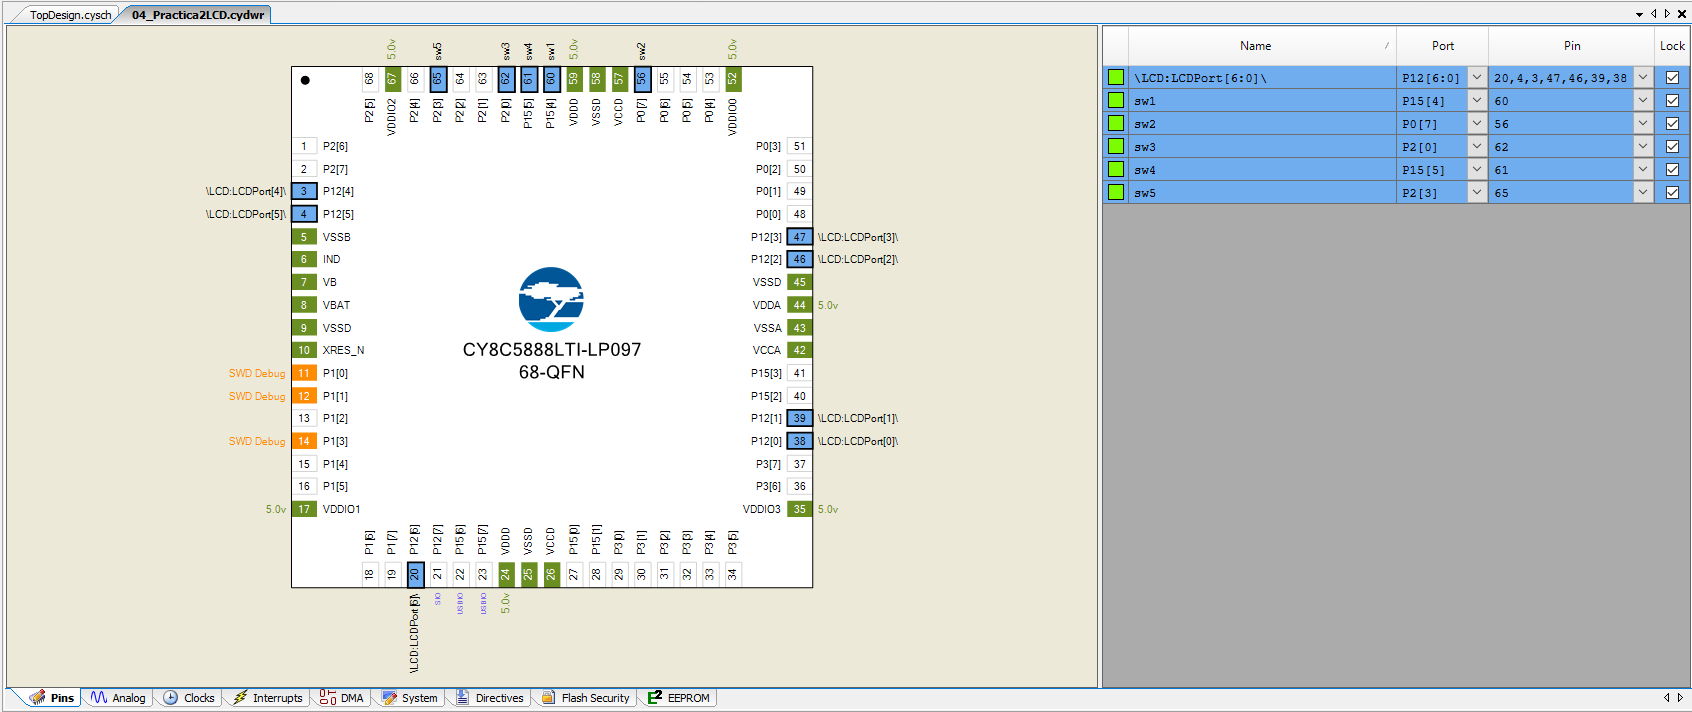 TopDesign.cysch
04_Practica2LCD.cydwr
5.0v
sw5
sw3
sw4
sw1
5.0v
sw2
5.0v
68 67 66 65 64 63 62 61 60 59 58 57 56 55 54 53 52
P2[5] VDDIO2 P2[4] P2[3] P2[2] P2[1] P2[0] P15[5] P15[4] VDDD VSSD VCCD P0[7] P0[6] P0[5] P0[4] VDDIO0
1 P2[6]
2 P2[7]
\LCD:LCDPort[4]\ 3 P12[4]
\LCD:LCDPort[5]\ 4 P12[5]
5 VSSB
6 IND
7 VB
8 VBAT
9 VSSD
10 XRES_N
SWD Debug 11 P1[0]
SWD Debug 12 P1[1]
13 P1[2]
SWD Debug 14 P1[3]
15 P1[4]
16 P1[5]
5.0v 17 VDDIO1
CY8C5888LTI-LP097
68-QFN
P0[3] 51
P0[2] 50
P0[1] 49
P0[0] 48
P12[3] 47 \LCD:LCDPort[3]\
P12[2] 46 \LCD:LCDPort[2]\
VSSD 45
VDDA 44 5.0v
VSSA 43
VCCA 42
P15[3] 41
P15[2] 40
P12[1] 39 \LCD:LCDPort[1]\
P12[0] 38 \LCD:LCDPort[0]\
P3[7] 37
P3[6] 36
VDDIO3 35 5.0v
P1[6] P1[7] P12[6] P12[7] P15[6] P15[7] VDDD VSSD VCCD P15[0] P15[1] P3[0] P3[1] P3[2] P3[3] P3[4] P3[5]
18 19 20 21 22 23 24 25 26 27 28 29 30 31 32 33 34
\LCD:LCDPort[6]\ SIO USBIO USBIO 5.0v
Name Port Pin Lock
\LCD:LCDPort[6:0]\ P12[6:0] 20,4,3,47,46,39,38
sw1 P15[4] 60
sw2 P0[7] 56
sw3 P2[0] 62
sw4 P15[5] 61
sw5 P2[3] 65
Pins Analog Clocks Interrupts DMA System Directives Flash Security EEPROM